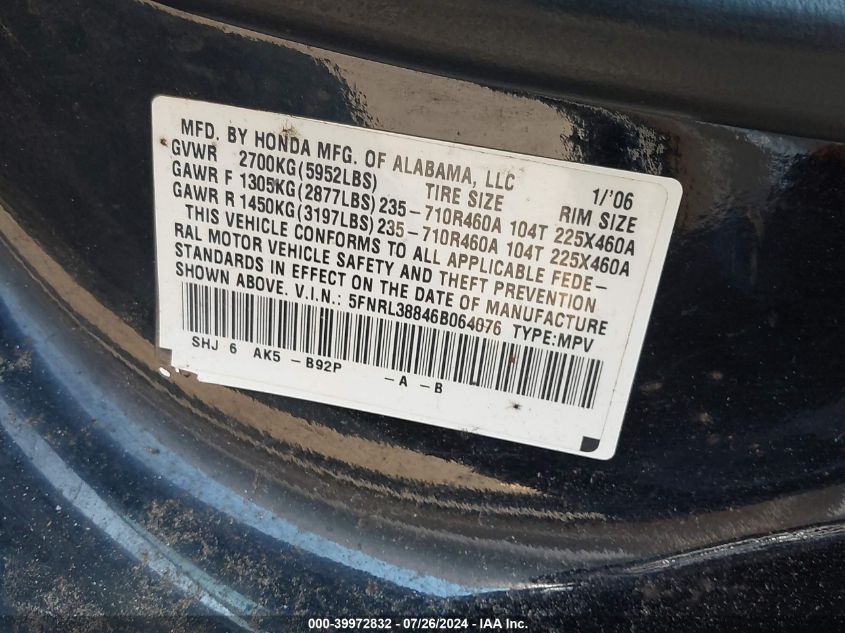 MFD. BY HONDA MFG. OF ALABAMA, LLC 1/'06
GVWR 2700KG(5952LBS) TIRE SIZE RIM SIZE
GAWR F 1305KG(2877LBS)235-710R460A 104T 225X460A
GAWR R 1450KG(3197LBS)235-710R460A 104T 225X460A
THIS VEHICLE CONFORMS TO ALL APPLICABLE FEDE-
RAL MOTOR VEHICLE SAFETY AND THEFT PREVENTION
STANDARDS IN EFFECT ON THE DATE OF MANUFACTURE
SHOWN ABOVE. V.I.N.: 5FNRL38846B064076 TYPE:MPV
SHJ 6 AK5 -B92P -A -B
000-39972832 - 07/26/2024 - IAA Inc.